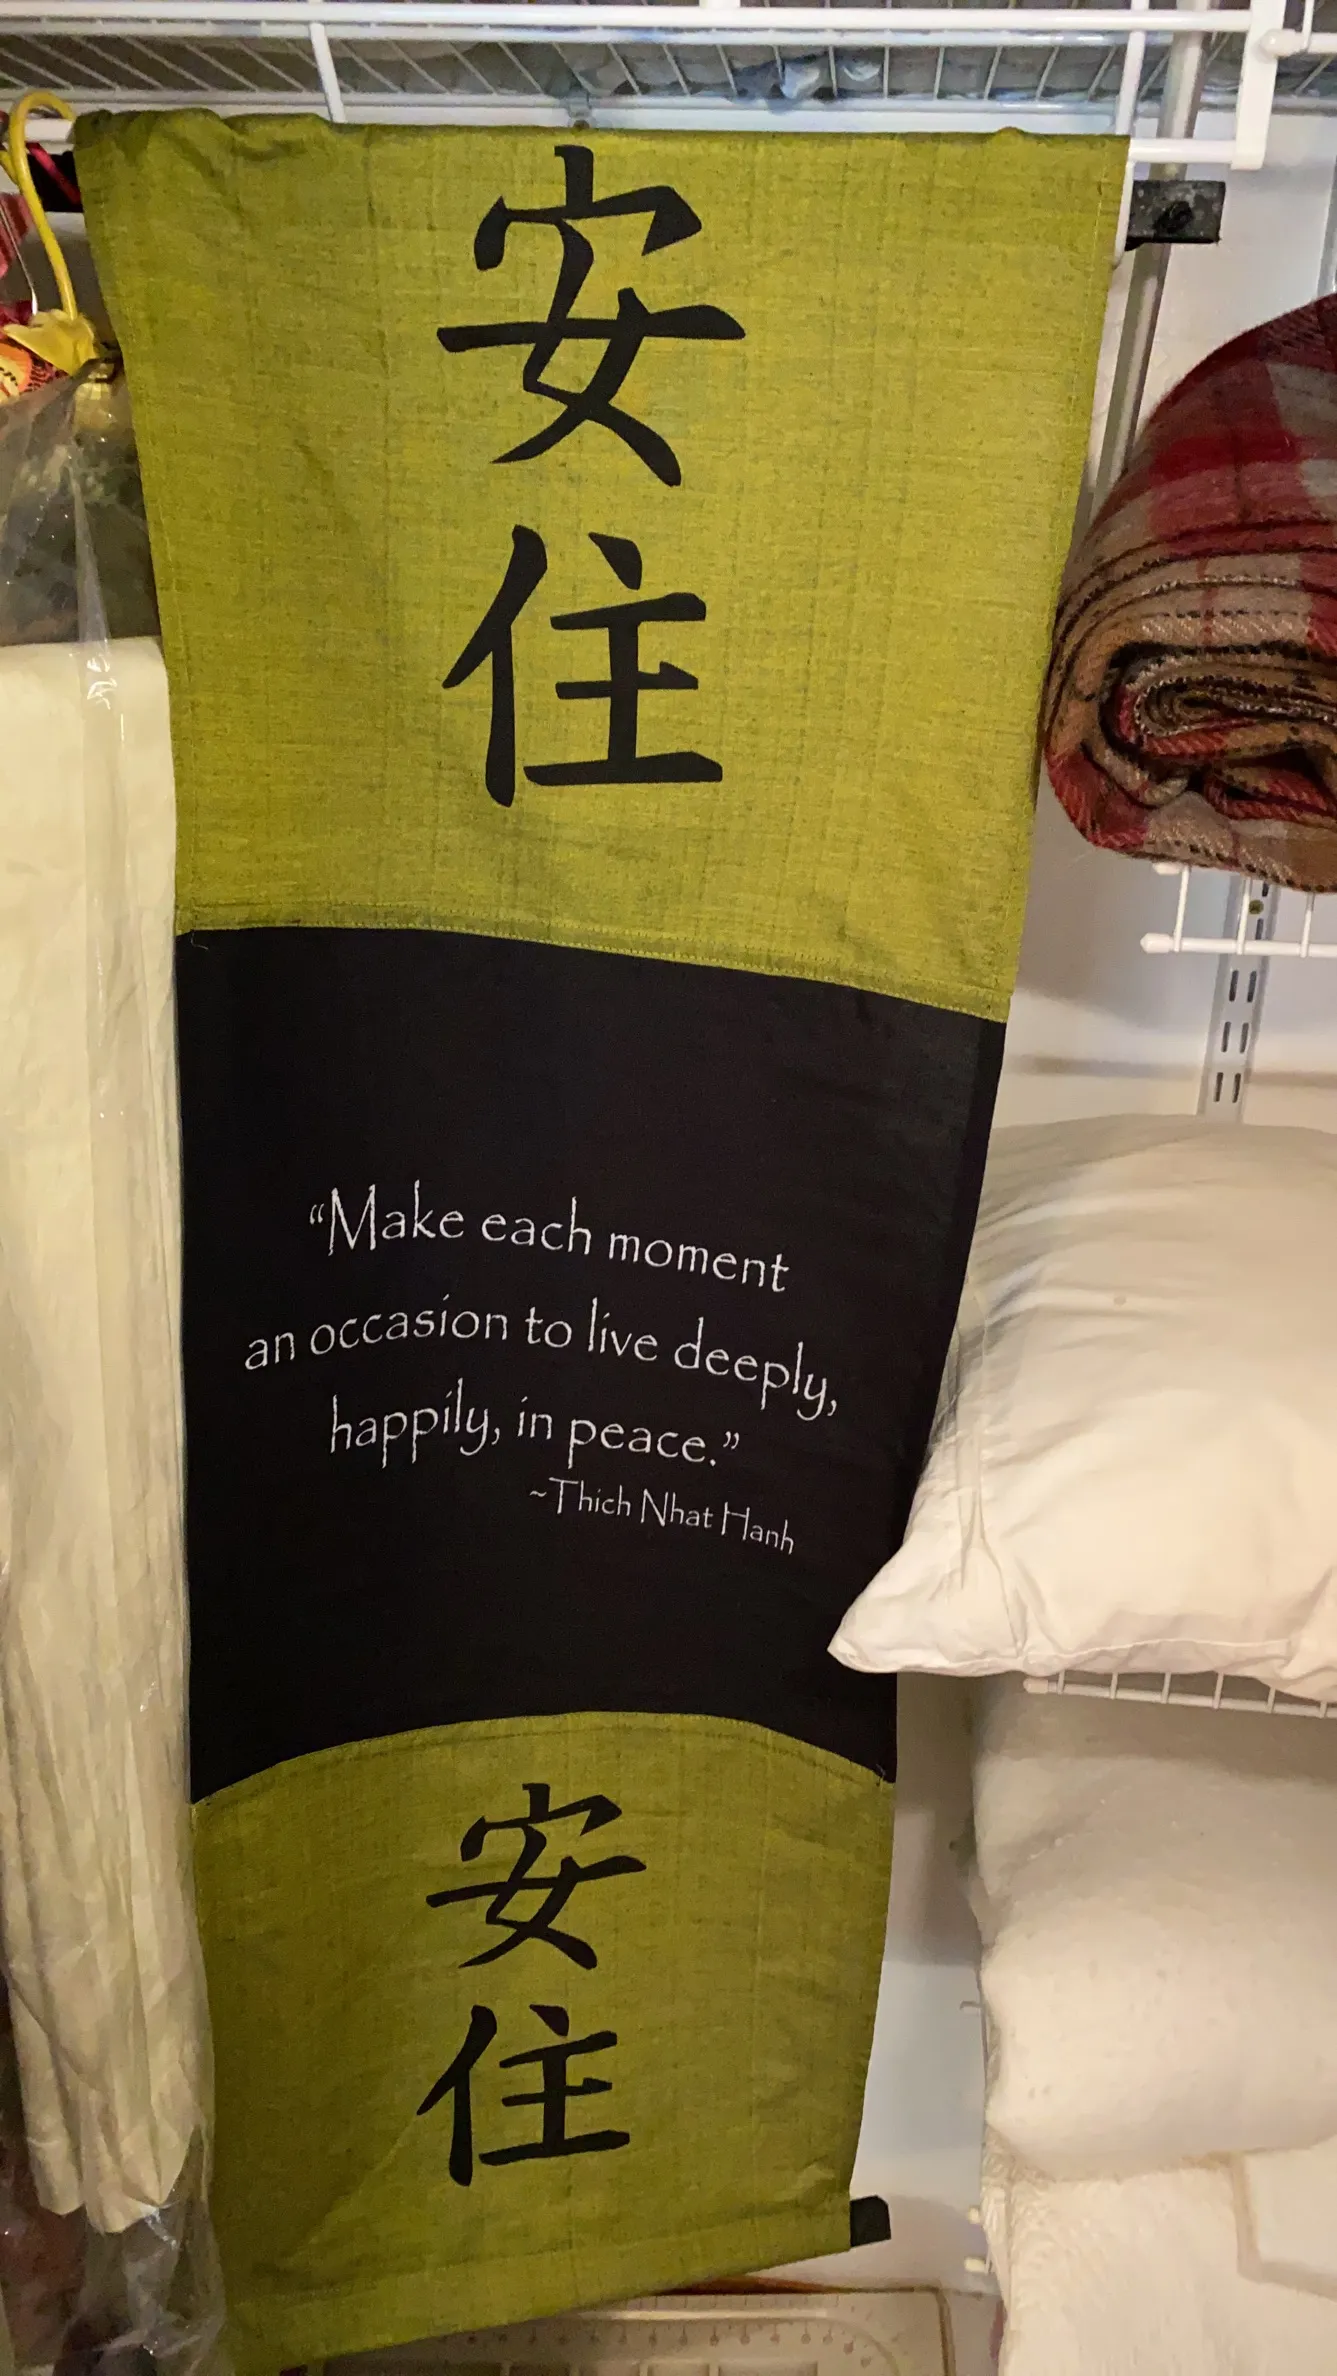 安
住
“Make each moment
an occasion to live deeply,
happily, in peace.”
~Thich Nhat Hanh
安
住